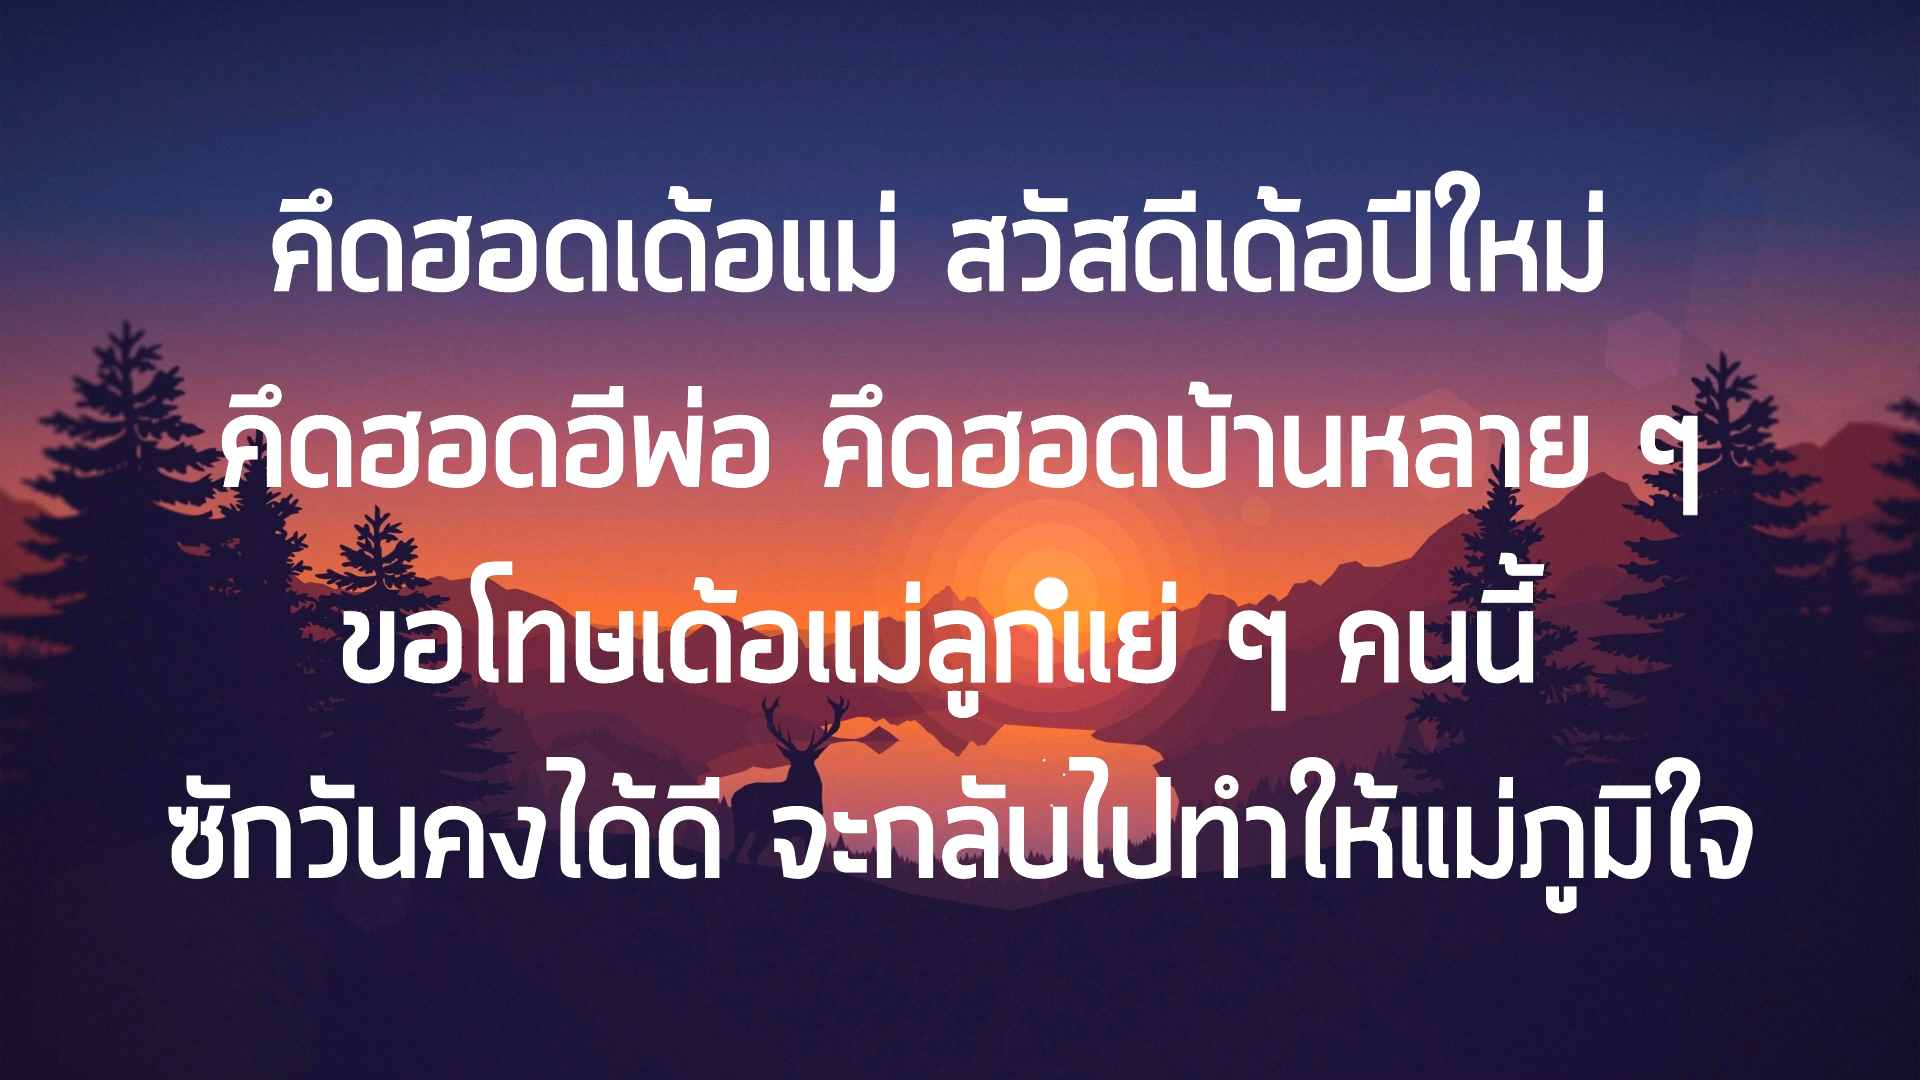 คึดฮอดเด้อแม่ สวัสดีเด้อปีใหม่
คึดฮอดอีพ่อ คึดฮอดบ้านหลาย ๆ
ขอโทษเด้อแม่ลูกแย่ ๆ คนนี้
ซักวันคงได้ดี จะกลับไปทำให้แม่ภูมิใจ